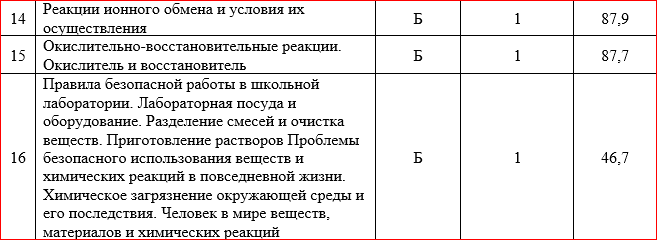 14 Реакции ионного обмена и условия их осуществления Б 1 87,9
15 Окислительно-восстановительные реакции. Окислитель и восстановитель Б 1 87,7
16 Правила безопасной работы в школьной
лаборатории. Лабораторная посуда и
оборудование. Разделение смесей и очистка
веществ. Приготовление растворов Проблемы
безопасного использования веществ и
химических реакций в повседневной жизни.
Химическое загрязнение окружающей среды и
его последствия. Человек в мире веществ,
материалов и химических реакций
Б 1 46,7